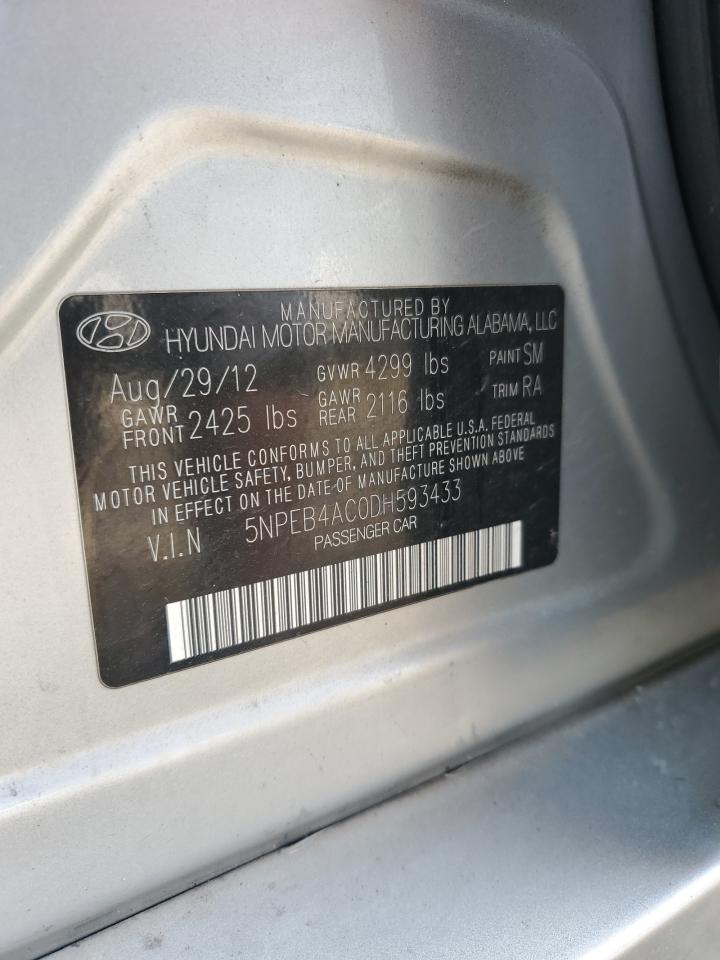 MANUFACTURED BY
HYUNDAI MOTOR MANUFACTURING ALABAMA, LLC
Aug/29/12 GVWR 4299 lbs PAINT SM
GAWR FRONT 2425 lbs GAWR REAR 2116 lbs TRIM RA
THIS VEHICLE CONFORMS TO ALL APPLICABLE U.S.A. FEDERAL
MOTOR VEHICLE SAFETY, BUMPER, AND THEFT PREVENTION STANDARDS
IN EFFECT ON THE DATE OF MANUFACTURE SHOWN ABOVE
V.I.N 5NPEB4AC0DH593433
PASSENGER CAR